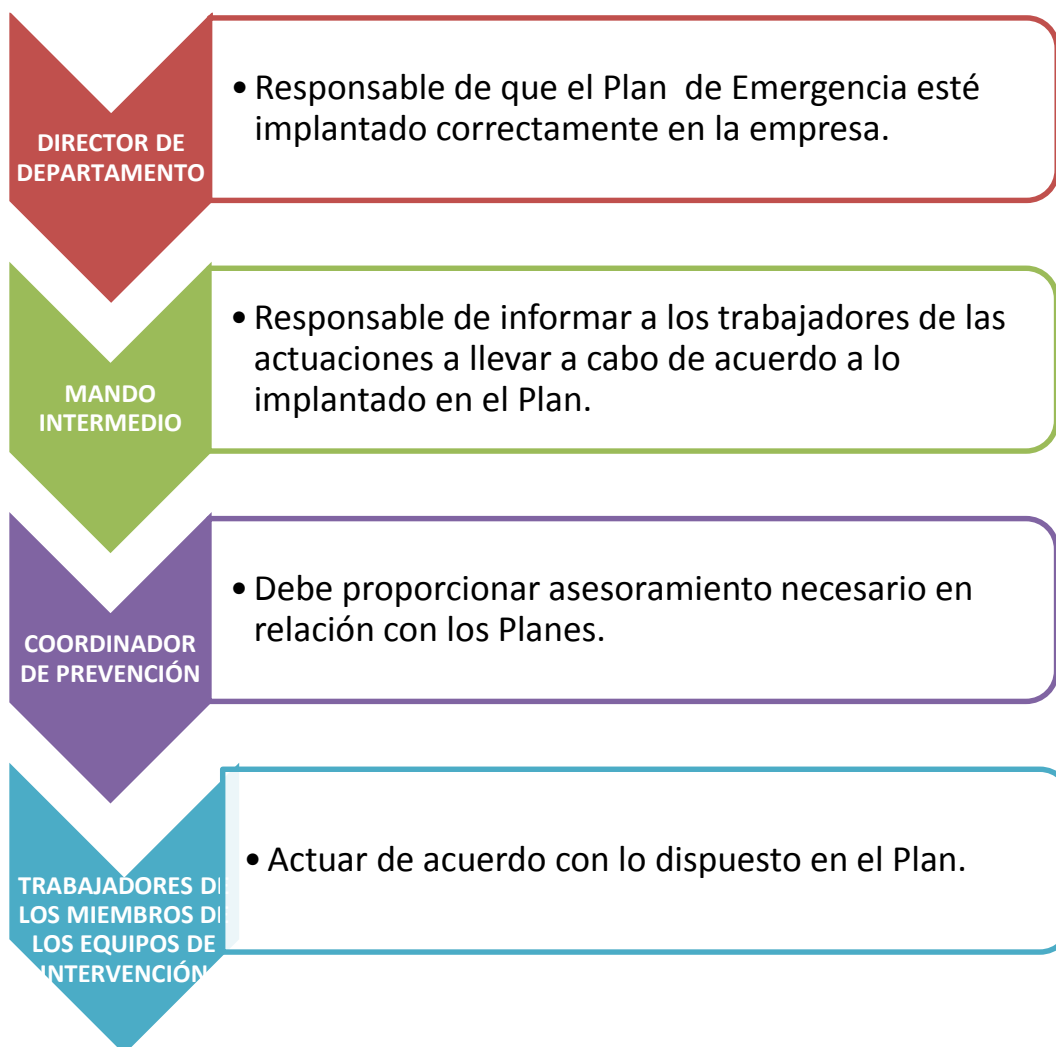 DIRECTOR DE
DEPARTAMENTO
• Responsable de que el Plan de Emergencia esté
implantado correctamente en la empresa.
MANDO
INTERMEDIO
• Responsable de informar a los trabajadores de las
actuaciones a llevar a cabo de acuerdo a lo
implantado en el Plan.
COORDINADOR
DE PREVENCIÓN
• Debe proporcionar asesoramiento necesario en
relación con los Planes.
TRABAJADORES DE
LOS MIEMBROS DE
LOS EQUIPOS DE
INTERVENCIÓN
• Actuar de acuerdo con lo dispuesto en el Plan.